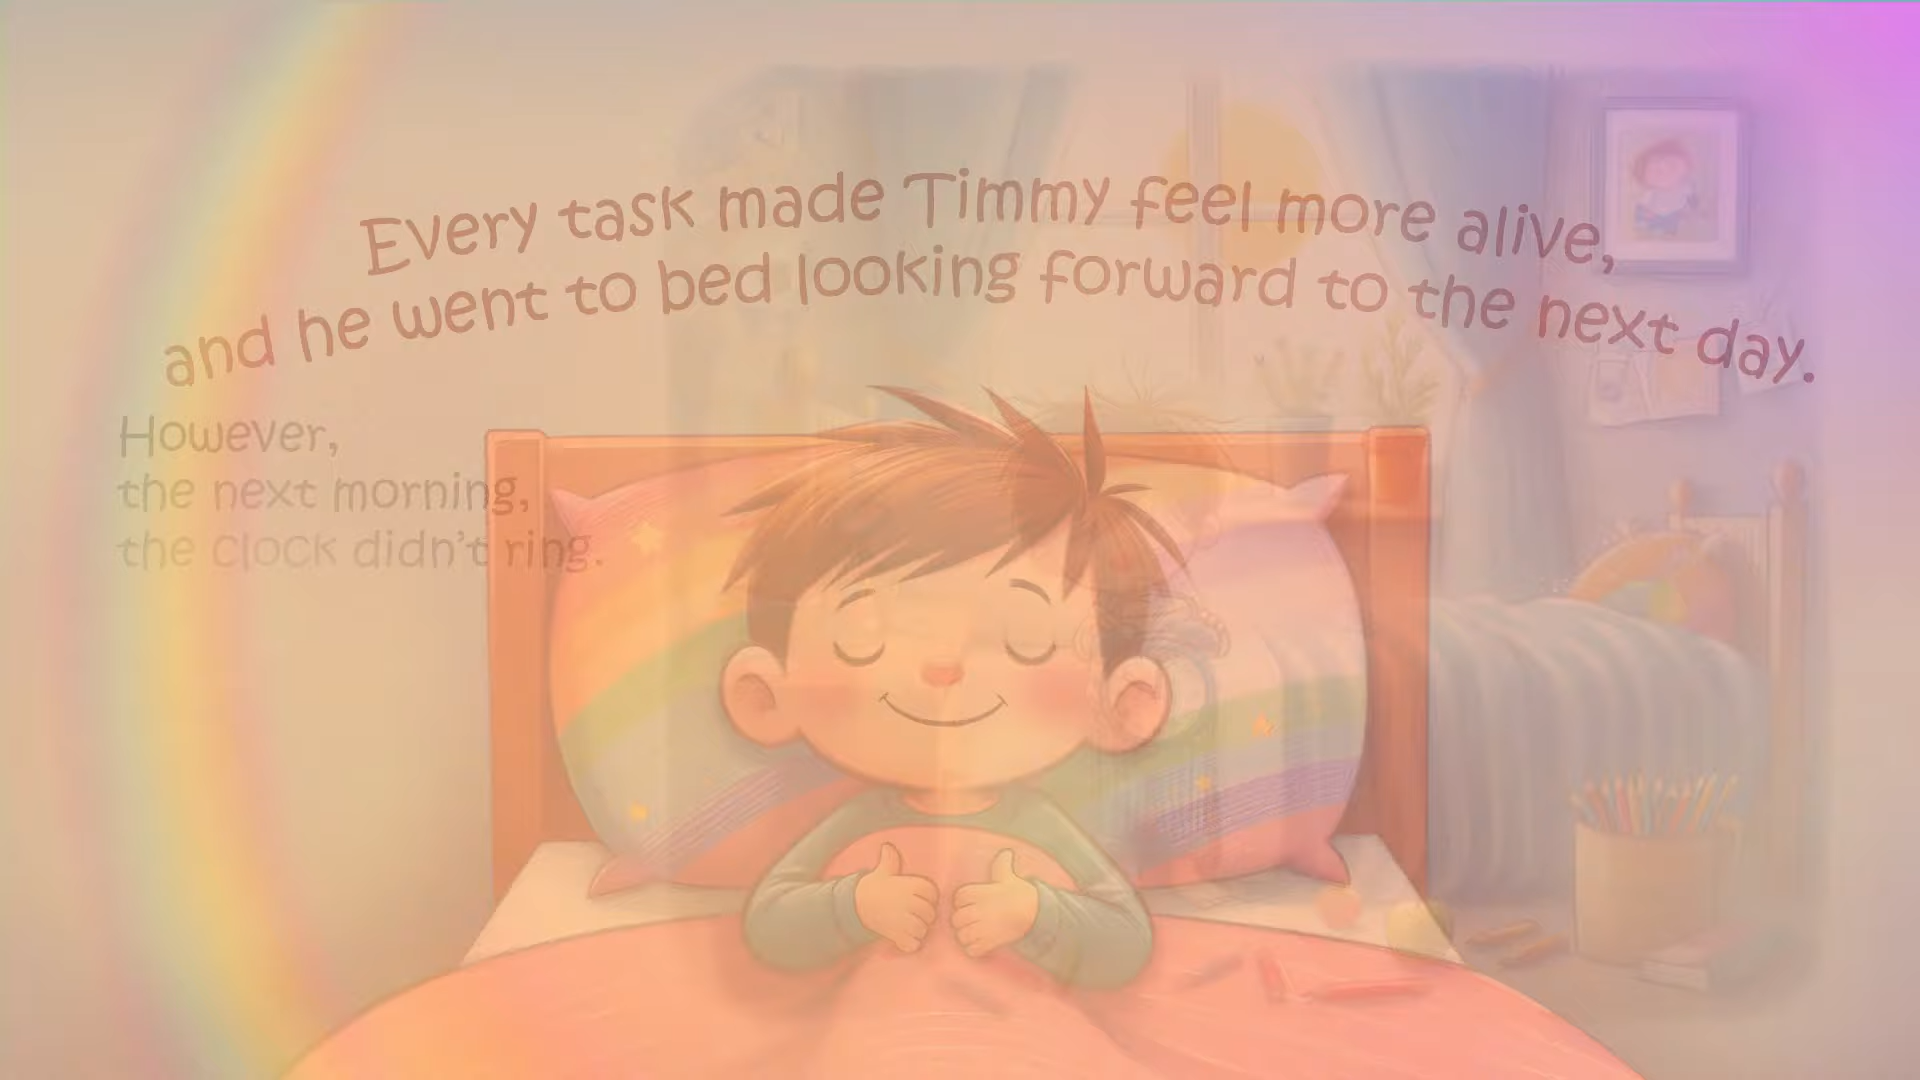 Every task made Timmy feel more alive,
and he went to bed looking forward to the next day.
However,
the next morning,
the clock didn't ring.